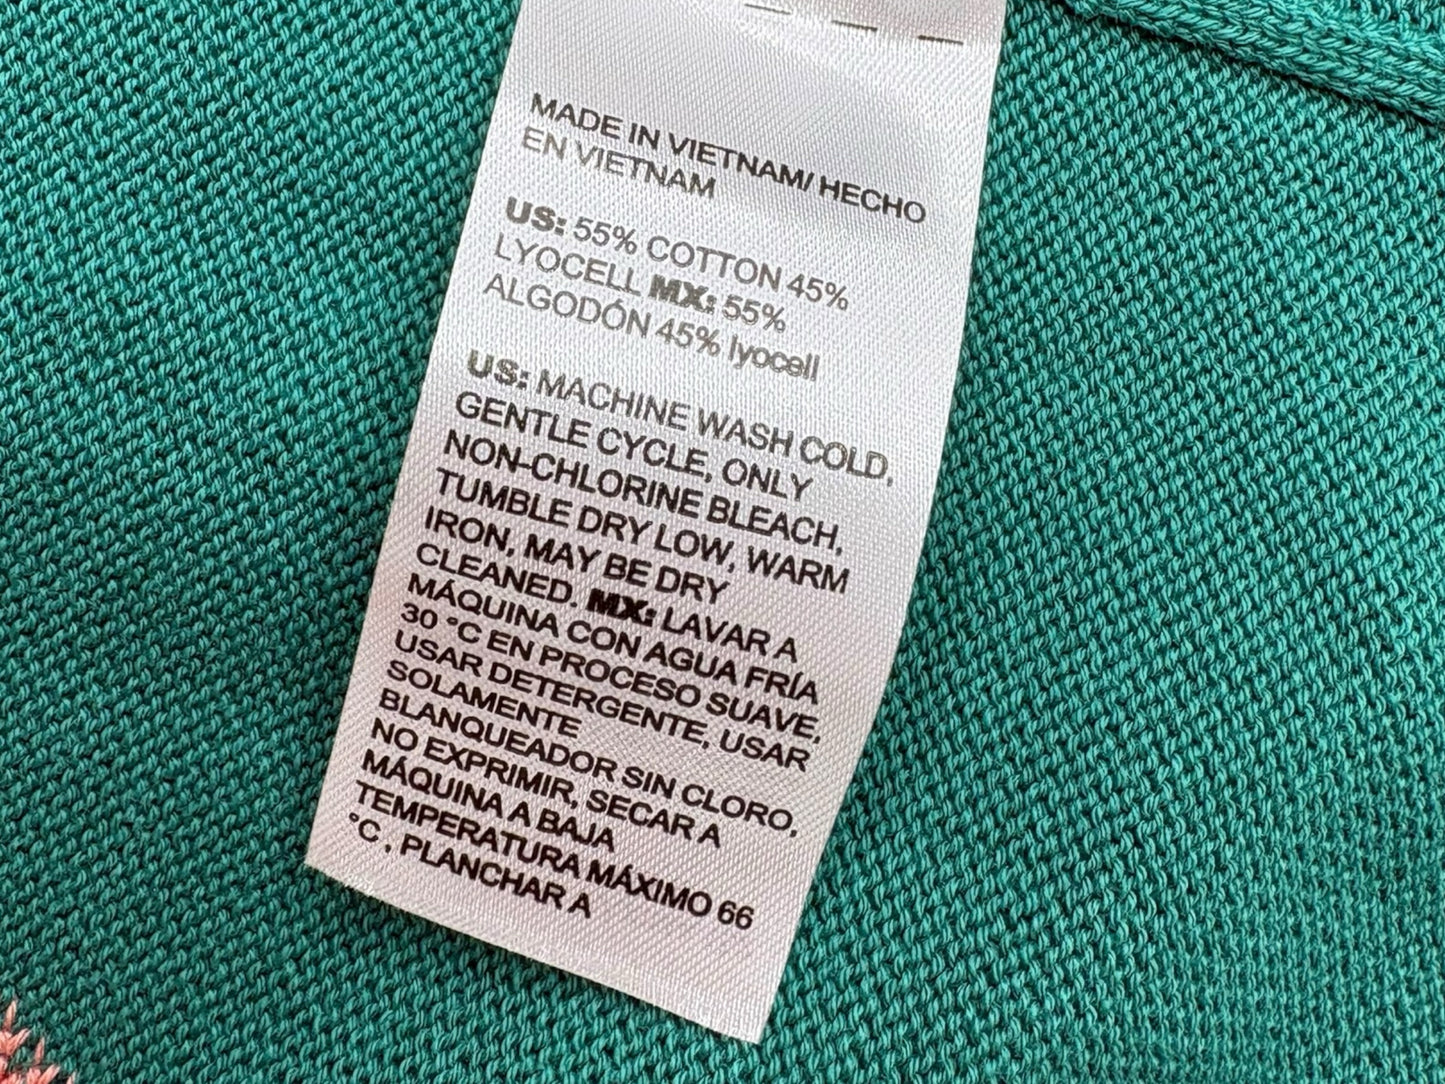 MADE IN VIETNAM/ HECHO
EN VIETNAM
US: 55% COTTON 45%
LYOCELL MX: 55%
ALGODÓN 45% lyocell
US: MACHINE WASH COLD,
GENTLE CYCLE, ONLY
NON-CHLORINE BLEACH,
TUMBLE DRY LOW, WARM
IRON, MAY BE DRY
CLEANED. MX: LAVAR A
MÁQUINA CON AGUA FRÍA
30 °C EN PROCESO SUAVE,
USAR DETERGENTE, USAR
SOLAMENTE
BLANQUEADOR SIN CLORO,
NO EXPRIMIR, SECAR A
MÁQUINA A BAJA
TEMPERATURA MÁXIMO 66
°C , PLANCHAR A